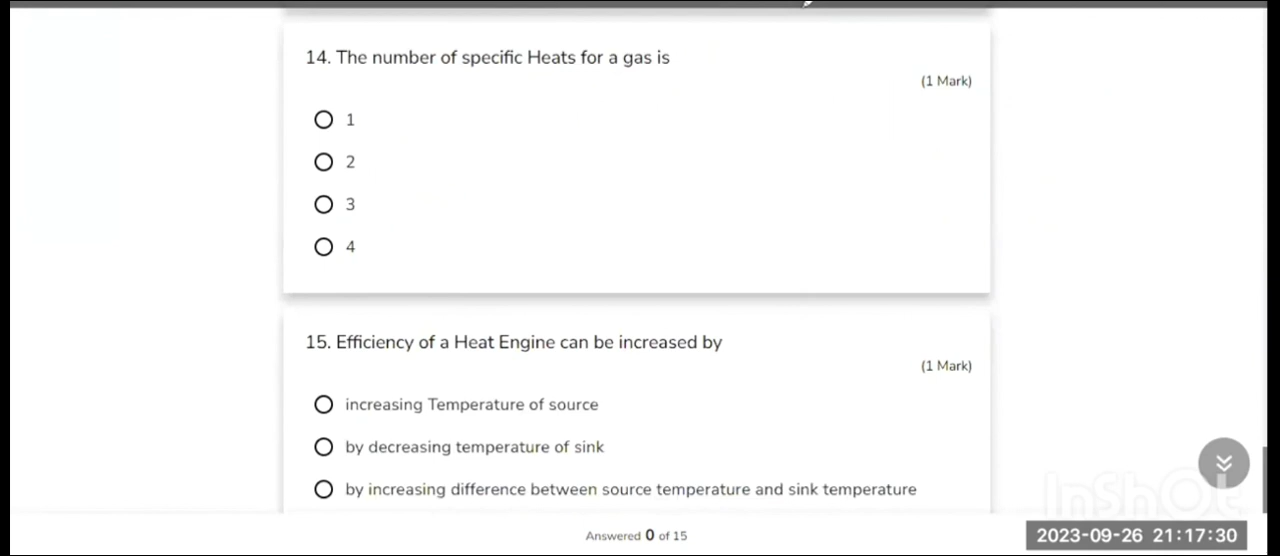 14. The number of specific Heats for a gas is
(1 Mark)
1
2
3
4
15. Efficiency of a Heat Engine can be increased by
(1 Mark)
increasing Temperature of source
by decreasing temperature of sink
by increasing difference between source temperature and sink temperature
InShOt
Answered 0 of 15
2023-09-26 21:17:30